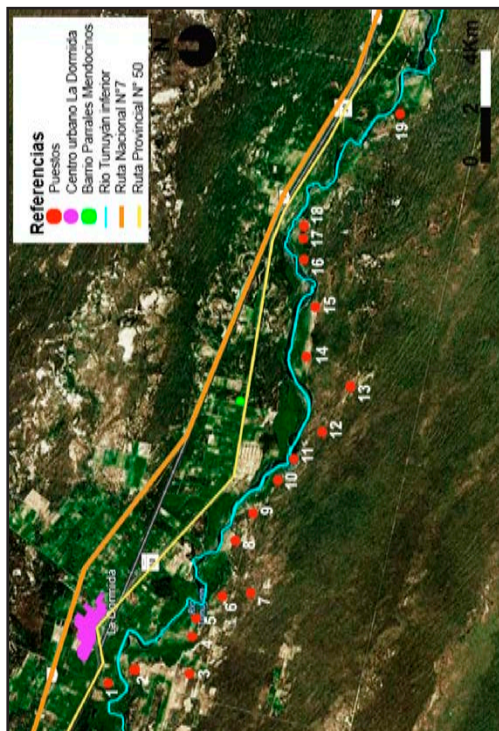 Referencias
Puestos
Centro urbano La Dormida
Barrio Parrales Mendocinos
Río Tunuyán inferior
Ruta Nacional N°7
Ruta Provincial N° 50
N
0 2 4Km
La Dormida
1
2
3
4
5
6
7
8
9
10
11
12
13
14
15
16
17
18
19